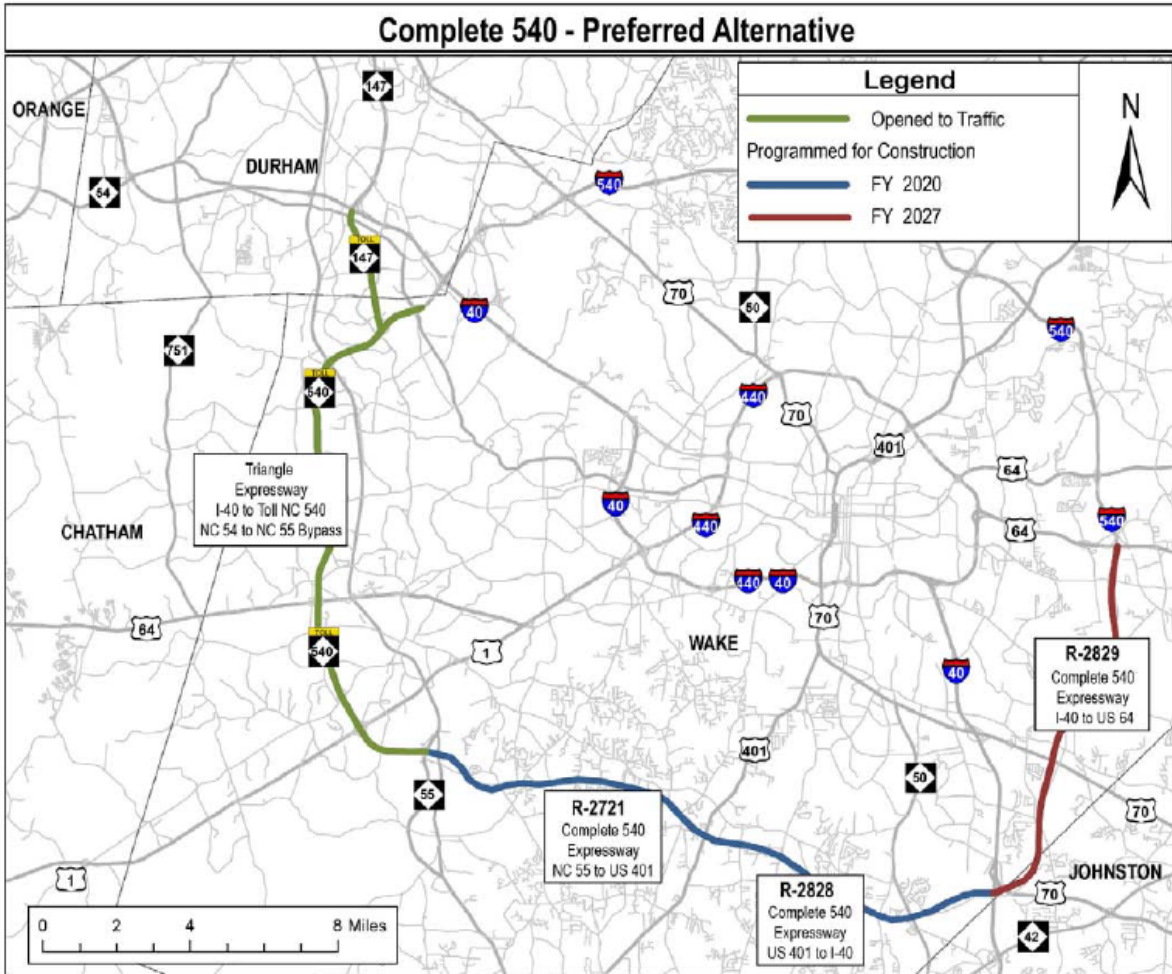 Complete 540 - Preferred Alternative
Legend
Opened to Traffic
Programmed for Construction
FY 2020
FY 2027
N
ORANGE
147
DURHAM
54
540
TOLL
147
70
50
40
751
540
TOLL
540
440
70
401
64
Triangle
Expressway
I-40 to Toll NC 540
NC 54 to NC 55 Bypass
40
440
64
540
CHATHAM
440
40
64
70
TOLL
540
1
WAKE
40
R-2829
Complete 540
Expressway
I-40 to US 64
401
50
55
70
R-2721
Complete 540
Expressway
NC 55 to US 401
1
R-2828
Complete 540
Expressway
US 401 to I-40
JOHNSTON
70
42
0 2 4 8 Miles